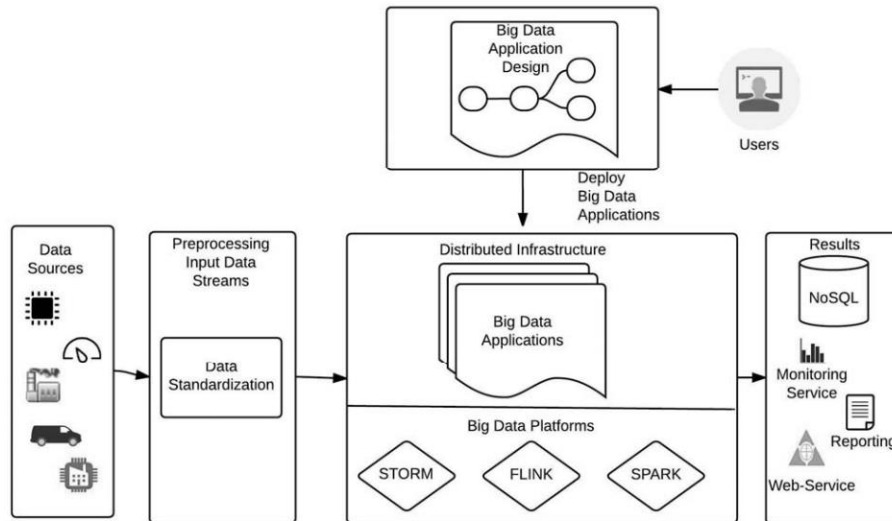 Big Data
Application
Design
Users
Deploy
Big Data
Applications
Data
Sources
Preprocessing
Input Data
Streams
Data
Standardization
Distributed Infrastructure
Big Data
Applications
Big Data Platforms
STORM
FLINK
SPARK
Results
NoSQL
Monitoring
Service
Reporting
Web-Service